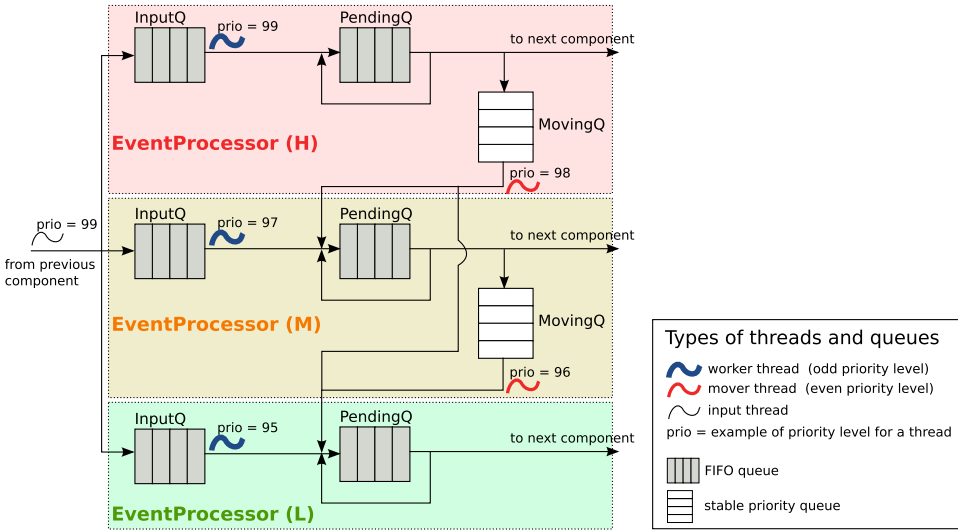 InputQ
prio = 99
PendingQ
to next component
MovingQ
EventProcessor (H)
prio = 98
prio = 99
from previous
component
InputQ
prio = 97
PendingQ
to next component
MovingQ
EventProcessor (M)
prio = 96
InputQ
prio = 95
PendingQ
to next component
EventProcessor (L)
Types of threads and queues
worker thread  (odd priority level)
mover thread  (even priority level)
input thread
prio = example of priority level for a thread
FIFO queue
stable priority queue